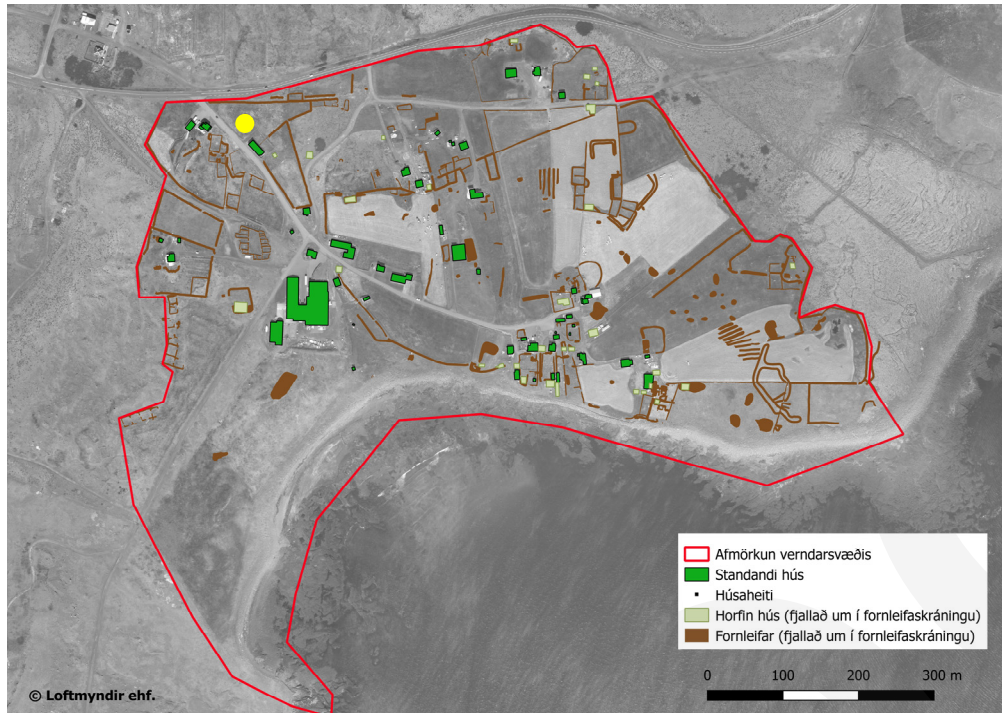 Afmörkun verndarsvæðis
Standandi hús
Húsaheiti
Horfin hús (fjallað um í fornleifaskráningu)
Fornleifar (fjallað um í fornleifaskráningu)
0 100 200 300 m
© Loftmyndir ehf.